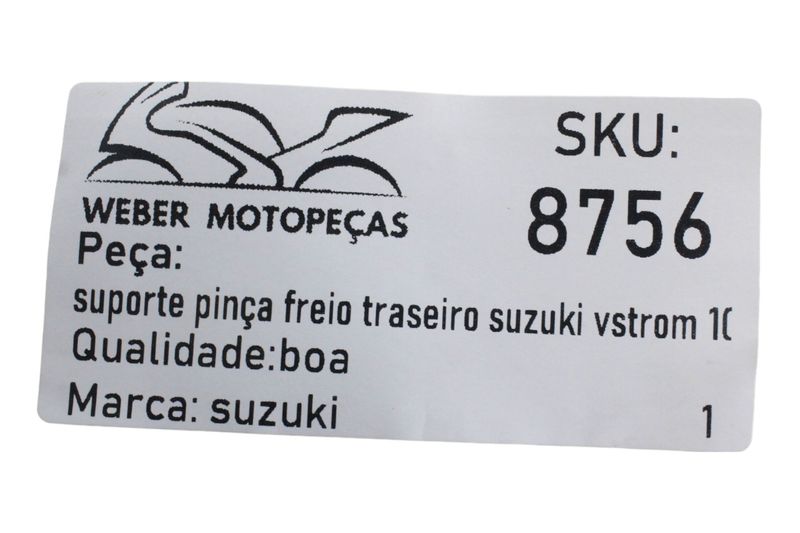 WEBER MOTOPEÇAS
SKU:
8756
Peça:
suporte pinça freio traseiro suzuki vstrom
Qualidade:boa
Marca: suzuki
1